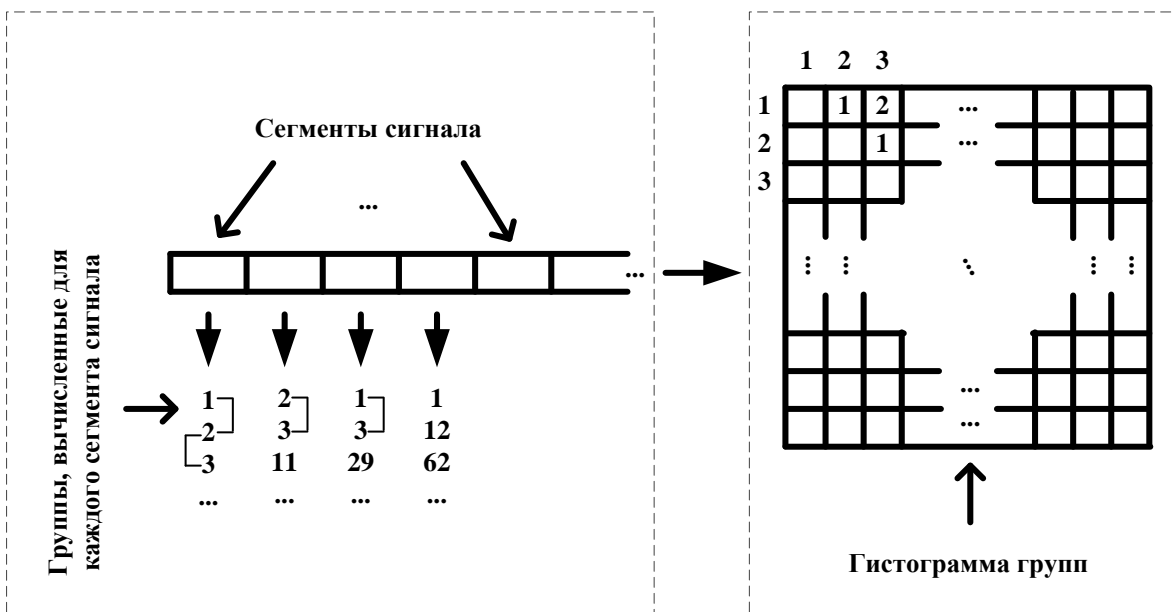 Группы, вычисленные для
каждого сегмента сигнала
Сегменты сигнала
...
...
1 2 1 1
2 3 3 12
3 11 29 62
... ... ... ...
1 2 3
1 1 2 ...
2 1 ...
3
... ... ... ... ...
...
...
Гистограмма групп